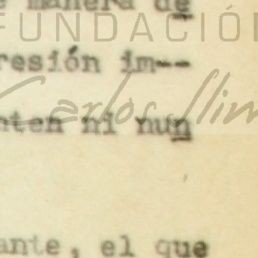 manera de
FUNDACIÓN
resión im--
Carlos Slim
nten ni nun
ante, el que